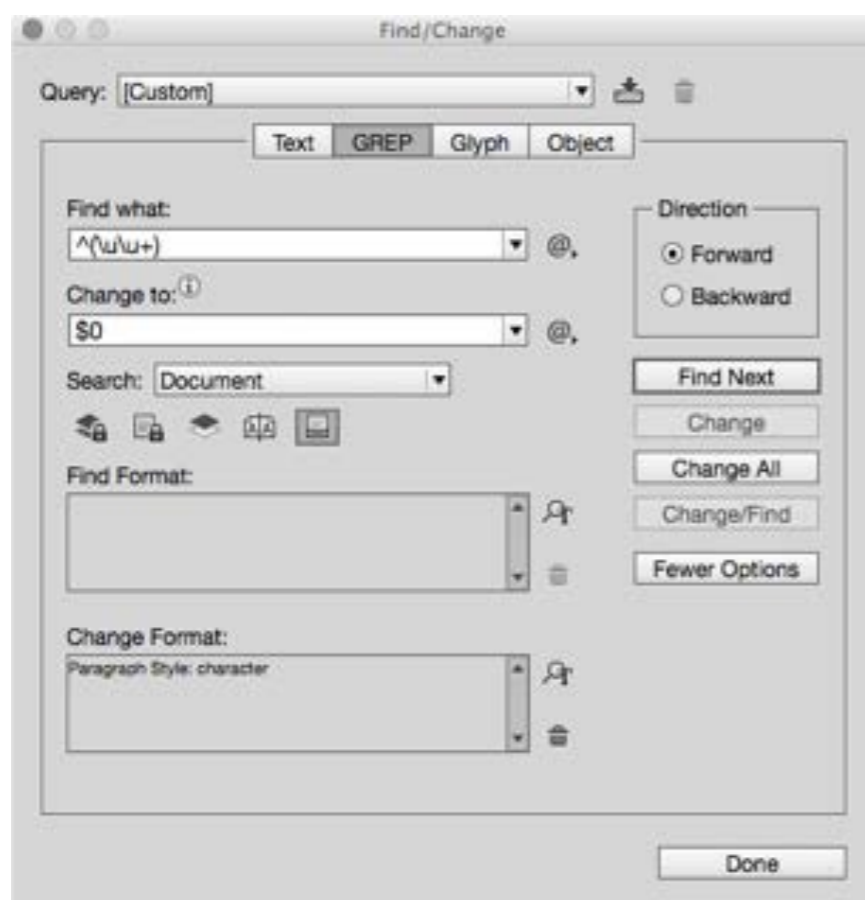 Find/Change
Query: [Custom]
Text GREP Glyph Object
Find what:
^(\u\u+)
Change to:
$0
Search: Document
Find Format:
Change Format:
Paragraph Style: character
Direction
Forward
Backward
Find Next
Change
Change All
Change/Find
Fewer Options
Done